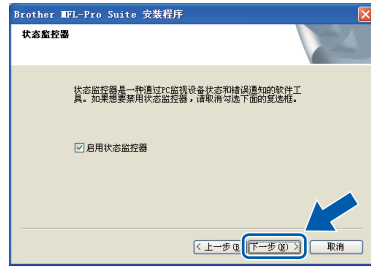 Brother MFL-Pro Suite 安装程序
状态监控器
状态监控器是一种通过PC监视设备状态和错误通知的软件工
具。如果想要禁用状态监控器，请取消勾选下面的复选框。
启用状态监控器
<上一步(B) 下一步(N) > 取消